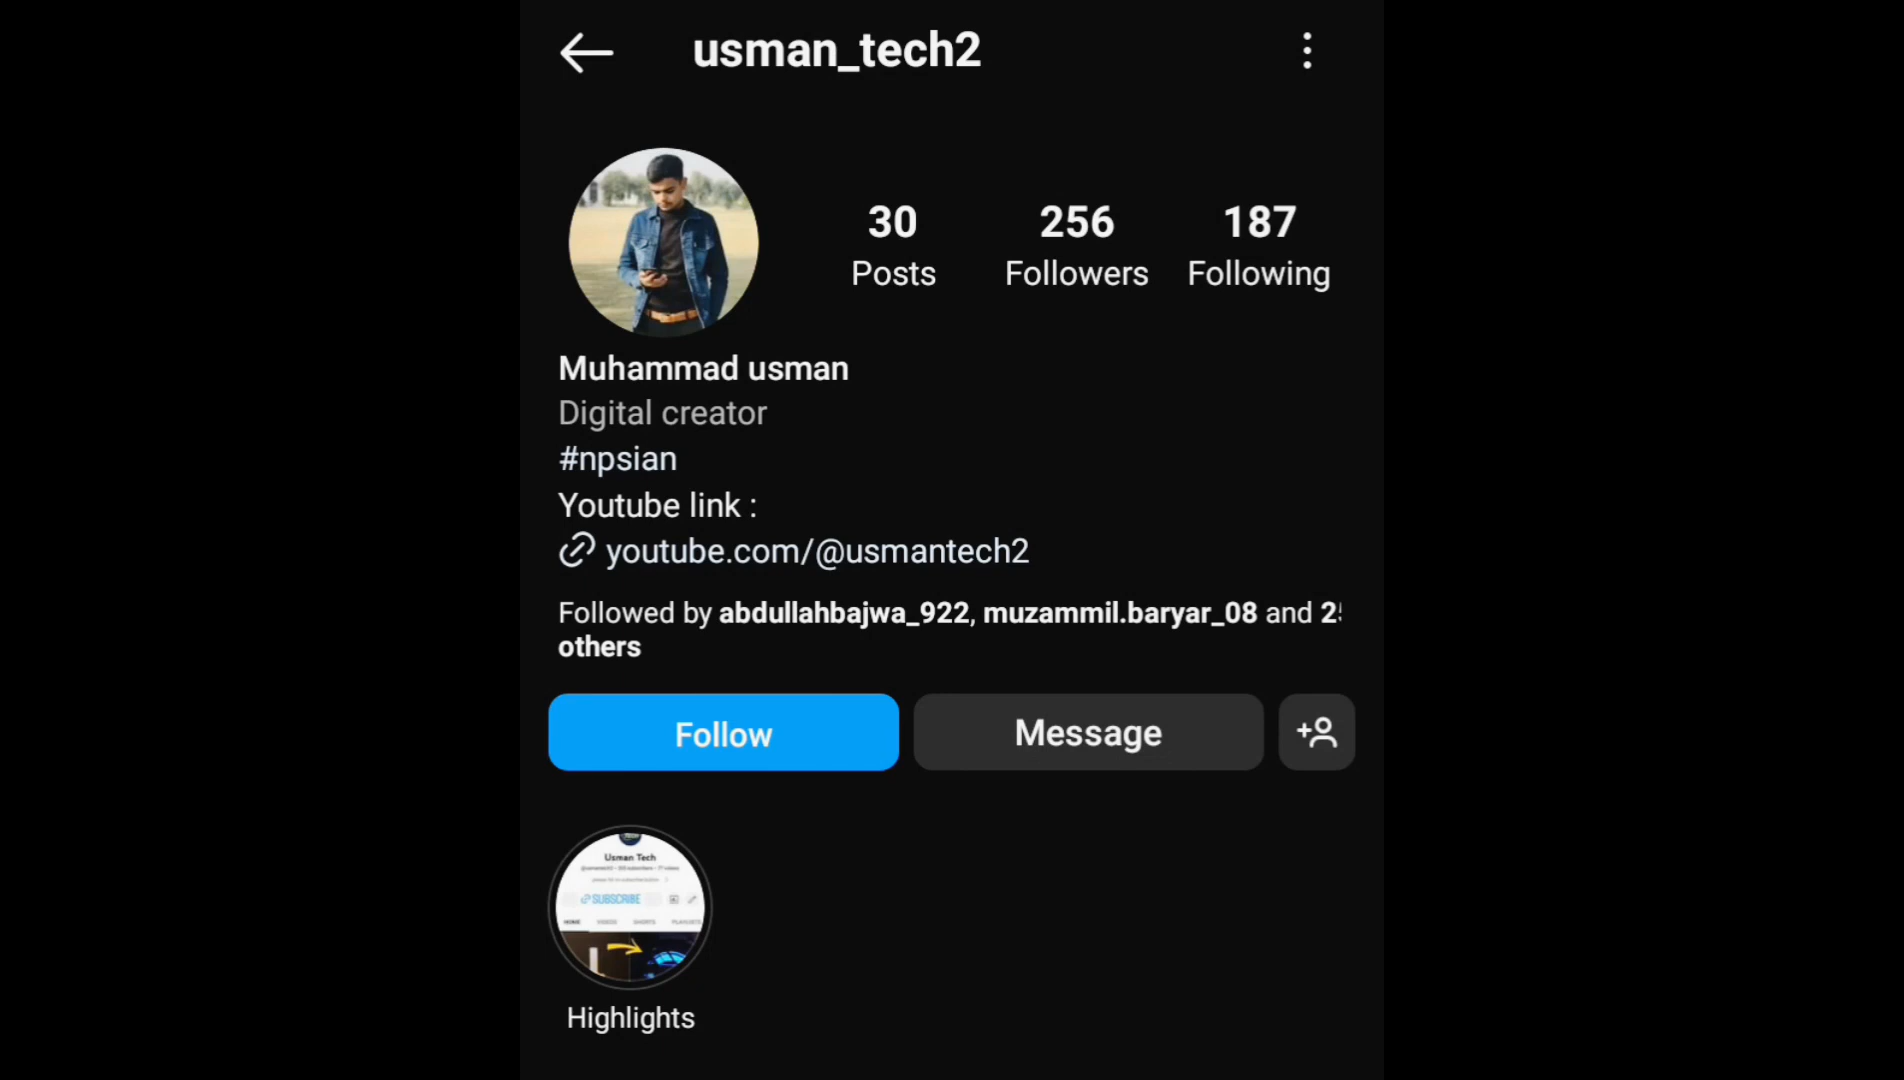 usman_tech2
30
256
187
Posts
Followers
Following
Muhammad usman
Digital creator
#npsian
Youtube link :
youtube.com/@usmantech2
Followed by abdullahbajwa_922, muzammil.baryar_08 and
others
Follow
Message
Usman Tech
SUBSCRIBE
HOME VIDEOS SHORTS PLAYLISTS
Highlights